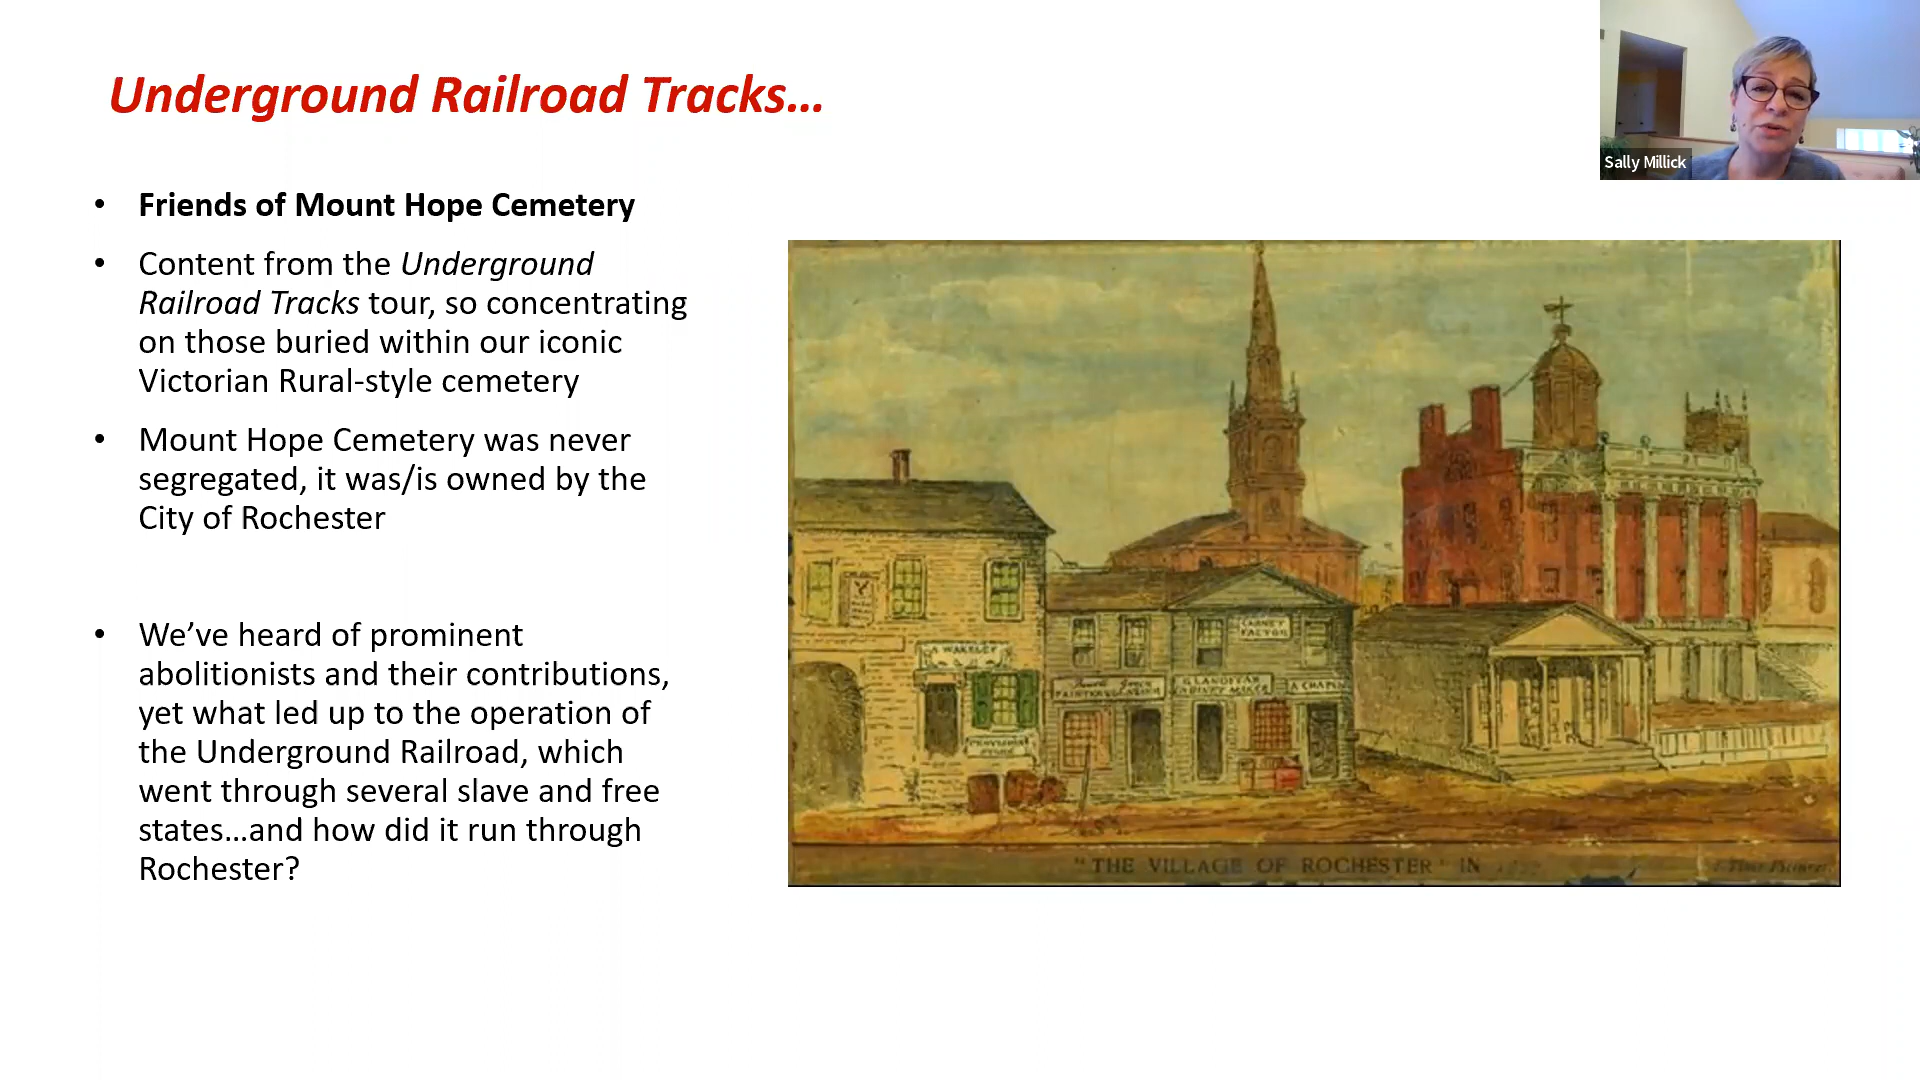 Underground Railroad Tracks...
Sally Millick
• Friends of Mount Hope Cemetery
• Content from the Underground
Railroad Tracks tour, so concentrating
on those buried within our iconic
Victorian Rural-style cemetery
• Mount Hope Cemetery was never
segregated, it was/is owned by the
City of Rochester
• We’ve heard of prominent
abolitionists and their contributions,
yet what led up to the operation of
the Underground Railroad, which
went through several slave and free
states...and how did it run through
Rochester?
A WAKELEE
"THE VILLAGE OF ROCHESTER" IN